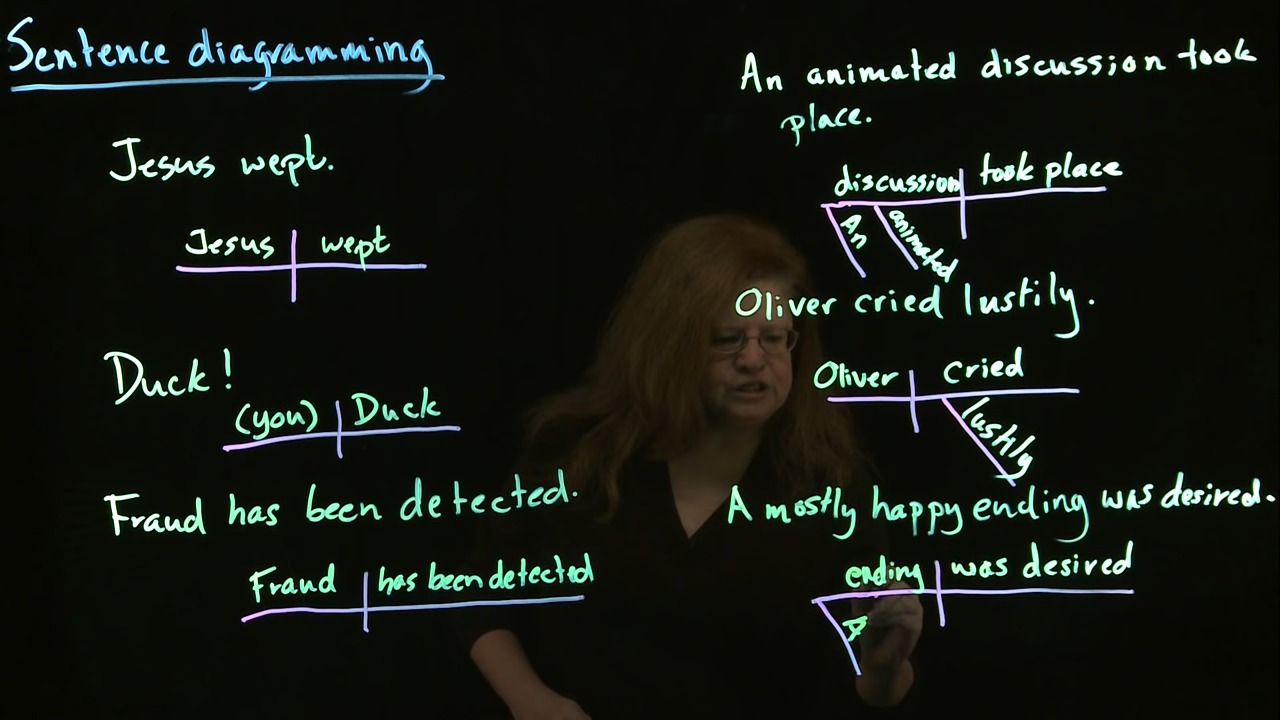 Sentence diagramming
Jesus wept.
Jesus wept
Duck!
(you) Duck
Fraud has been detected.
Fraud has been detected
An animated discussion took
place.
discussion took place
An animated
Oliver cried lustily.
Oliver cried
lustily
A mostly happy ending was desired.
ending was desired
A